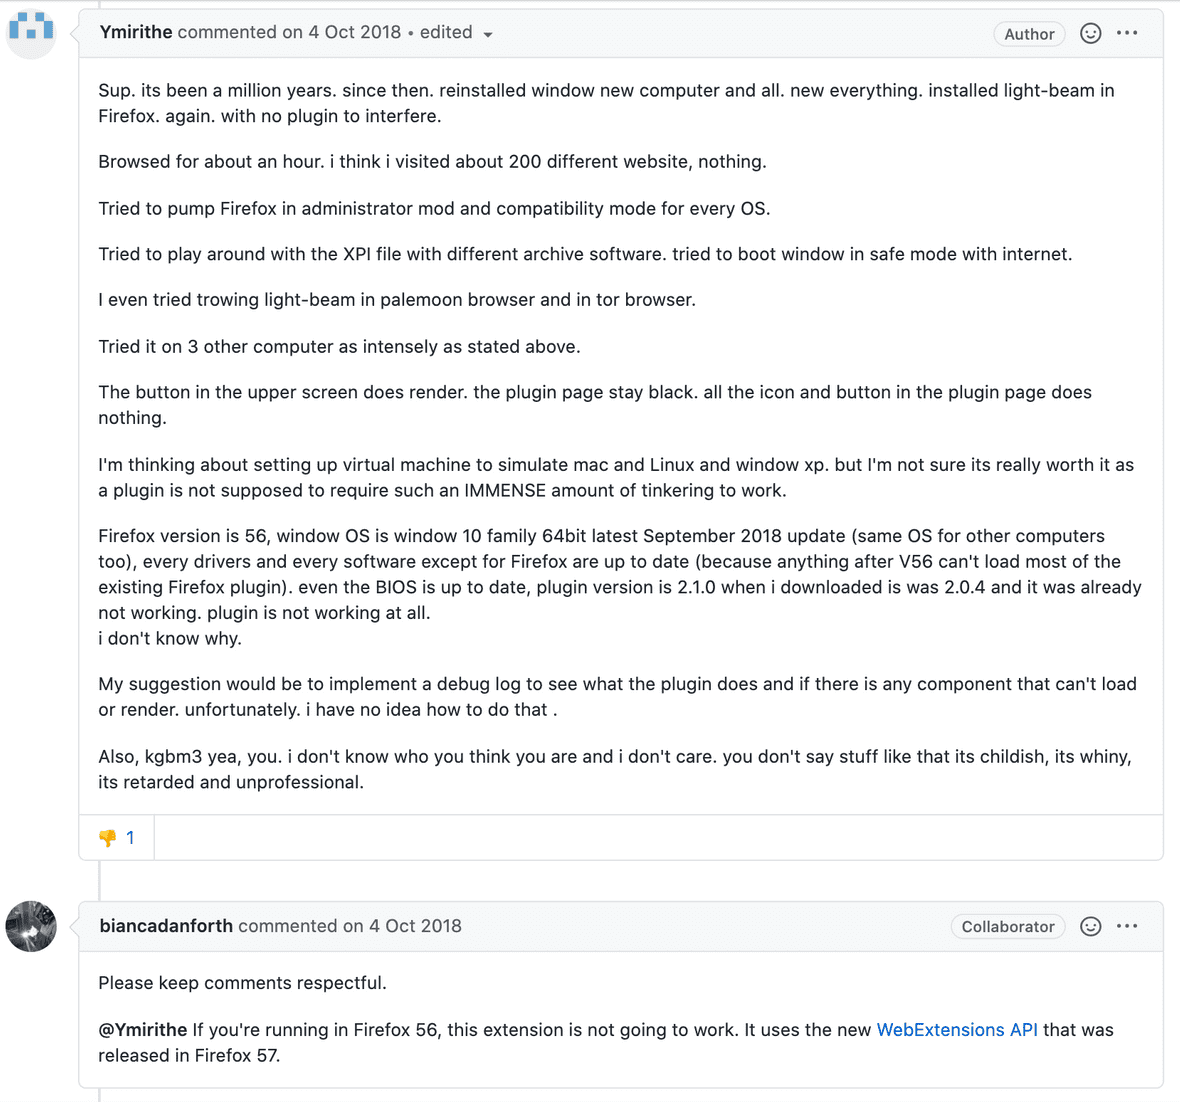 Ymirithe commented on 4 Oct 2018 • edited
Author
Sup. its been a million years. since then. reinstalled window new computer and all. new everything. installed light-beam in
Firefox. again. with no plugin to interfere.
Browsed for about an hour. i think i visited about 200 different website, nothing.
Tried to pump Firefox in administrator mod and compatibility mode for every OS.
Tried to play around with the XPI file with different archive software. tried to boot window in safe mode with internet.
I even tried trowing light-beam in palemoon browser and in tor browser.
Tried it on 3 other computer as intensely as stated above.
The button in the upper screen does render. the plugin page stay black. all the icon and button in the plugin page does
nothing.
I'm thinking about setting up virtual machine to simulate mac and Linux and window xp. but I'm not sure its really worth it as
a plugin is not supposed to require such an IMMENSE amount of tinkering to work.
Firefox version is 56, window OS is window 10 family 64bit latest September 2018 update (same OS for other computers
too), every drivers and every software except for Firefox are up to date (because anything after V56 can't load most of the
existing Firefox plugin). even the BIOS is up to date, plugin version is 2.1.0 when i downloaded is was 2.0.4 and it was already
not working. plugin is not working at all.
i don't know why.
My suggestion would be to implement a debug log to see what the plugin does and if there is any component that can't load
or render. unfortunately. i have no idea how to do that .
Also, kgbm3 yea, you. i don't know who you think you are and i don't care. you don't say stuff like that its childish, its whiny,
its retarded and unprofessional.
👎 1
biancadanforth commented on 4 Oct 2018
Collaborator
Please keep comments respectful.
@Ymirithe If you're running in Firefox 56, this extension is not going to work. It uses the new WebExtensions API that was
released in Firefox 57.